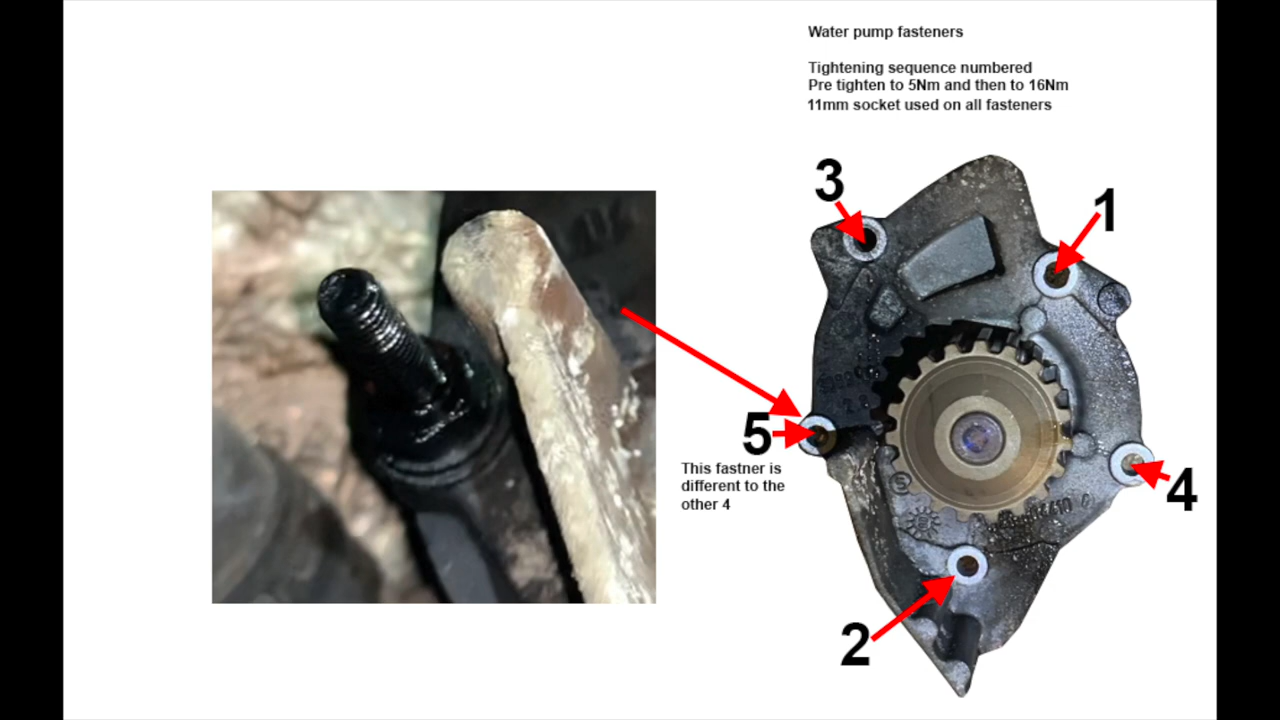 Water pump fasteners
Tightening sequence numbered
Pre tighten to 5Nm and then to 16Nm
11mm socket used on all fasteners
3
1
5
This fastner is
different to the
other 4
4
2